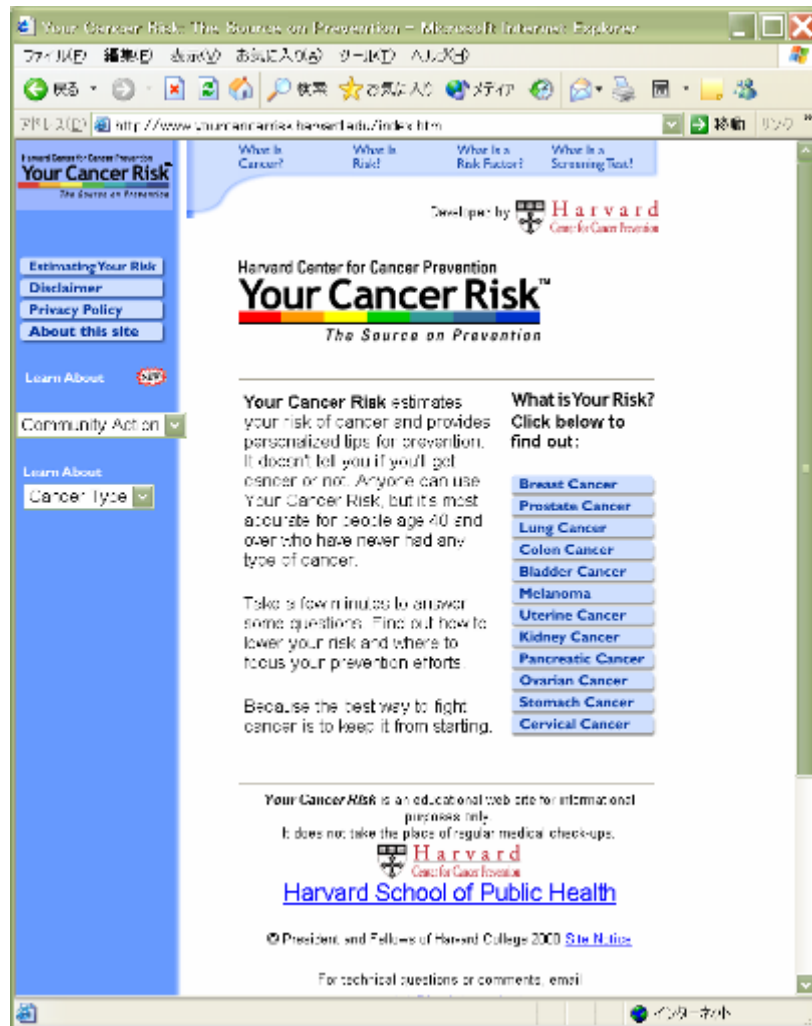 Your Cancer Risk: The Source on Prevention - Microsoft Internet Explorer
ファイル(F) 編集(E) 表示(V) お気に入り(A) ツール(T) ヘルプ(H)
戻る 検索 お気に入り メディア
アドレス(D) http://www.yourcancerrisk.harvard.edu/index.htm 移動 リンク »
Harvard Center for Cancer Prevention
Your Cancer Risk™
The Source on Prevention
What Is Cancer? What Is Risk? What Is a Risk Factor? What Is a Screening Test?
Developed by Harvard
Center for Cancer Prevention
Estimating Your Risk
Disclaimer
Privacy Policy
About this site
Learn About NEW
Community Action
Learn About
Cancer Type
Harvard Center for Cancer Prevention
Your Cancer Risk™
The Source on Prevention
Your Cancer Risk estimates
your risk of cancer and provides
personalized tips for prevention.
It doesn't tell you if you'll get
cancer or not. Anyone can use
Your Cancer Risk, but it's most
accurate for people age 40 and
over who have never had any
type of cancer.
Take a few minutes to answer
some questions. Find out how to
lower your risk and where to
focus your prevention efforts.
Because the best way to fight
cancer is to keep it from starting.
What is Your Risk?
Click below to
find out:
Breast Cancer
Prostate Cancer
Lung Cancer
Colon Cancer
Bladder Cancer
Melanoma
Uterine Cancer
Kidney Cancer
Pancreatic Cancer
Ovarian Cancer
Stomach Cancer
Cervical Cancer
Your Cancer Risk is an educational web site for informational
purposes only.
It does not take the place of regular medical check-ups.
Harvard
Center for Cancer Prevention
Harvard School of Public Health
© President and Fellows of Harvard College 2000 Site Notice
For technical questions or comments, email
インターネット